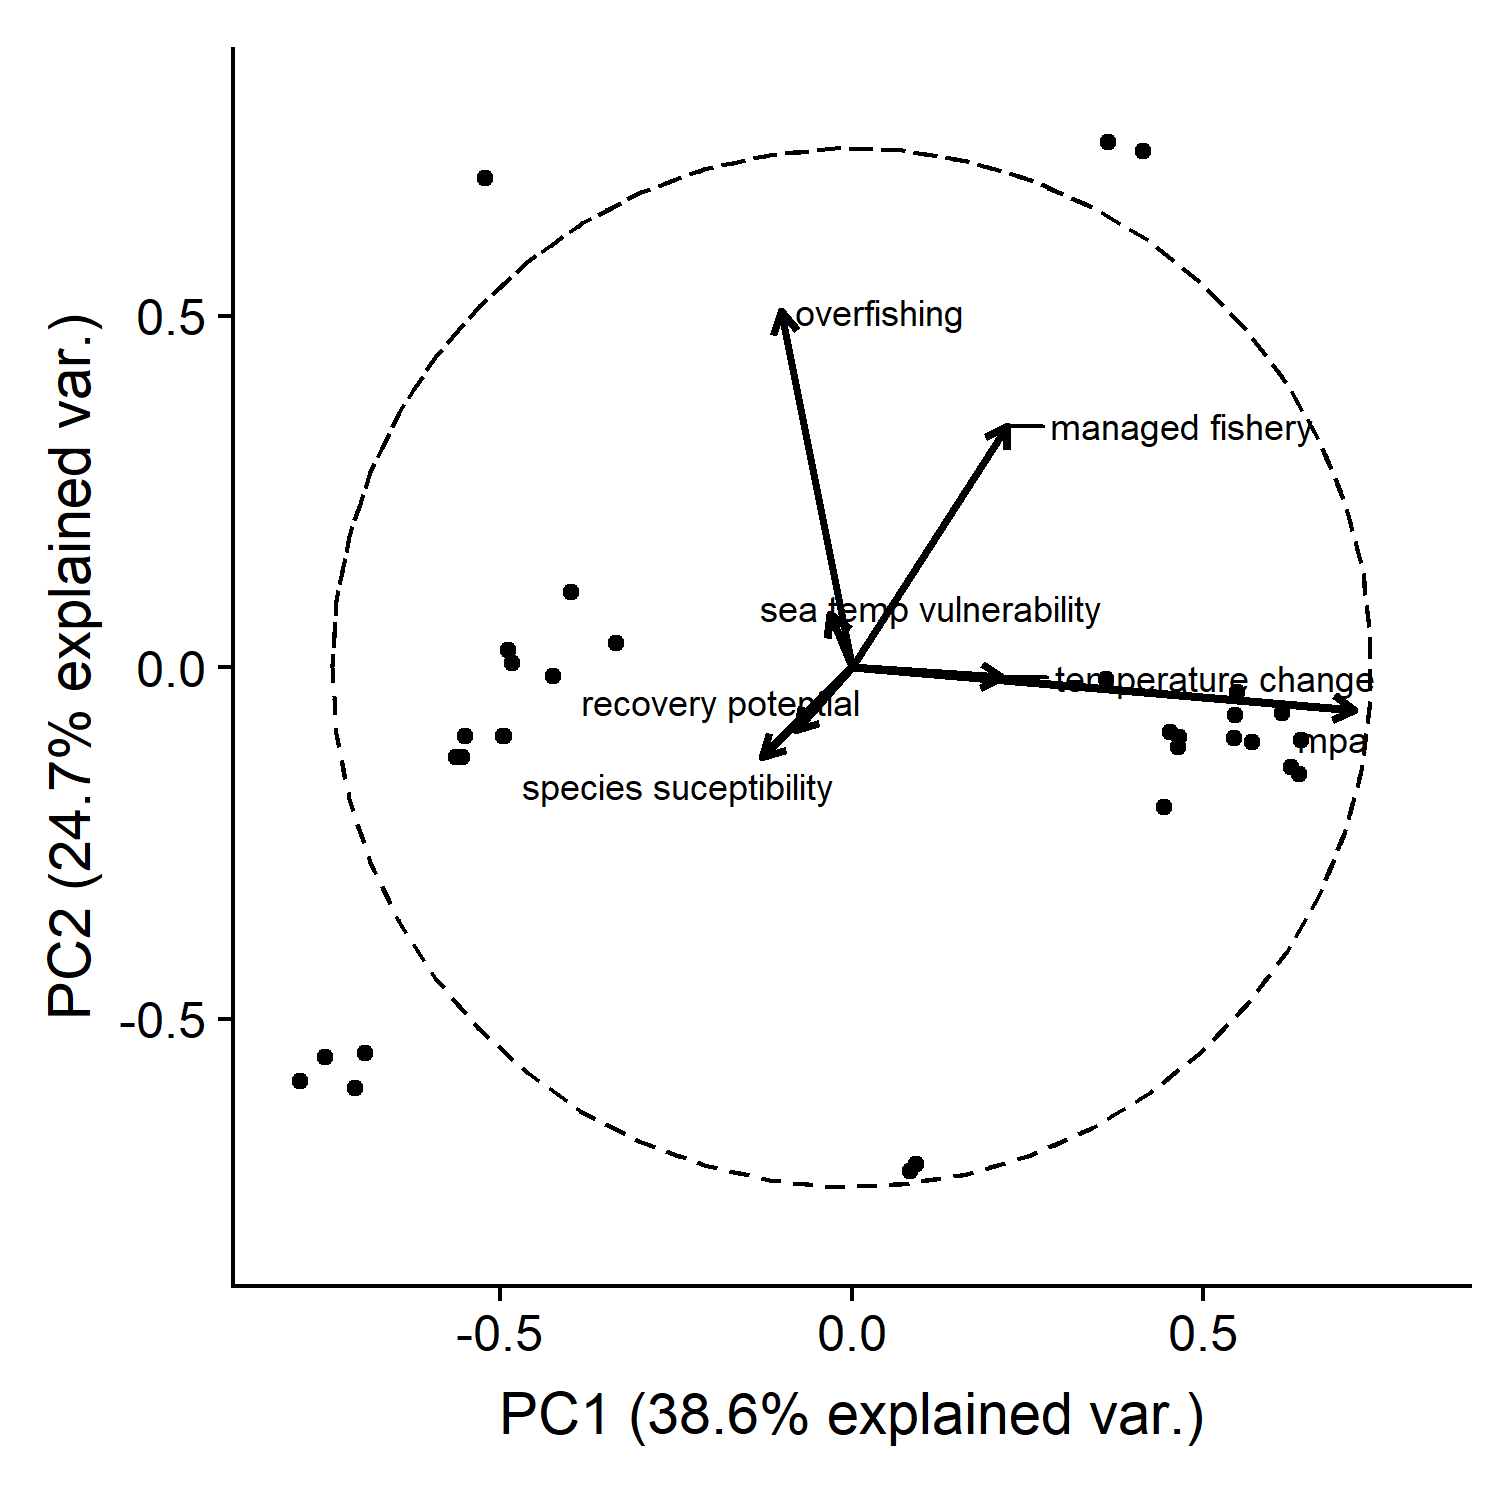 PC2 (24.7% explained var.)
0.5
0.0
-0.5
overfishing
managed fishery
sea temp vulnerability
temperature change
recovery potential
mpa
species suceptibility
-0.5
0.0
0.5
PC1 (38.6% explained var.)